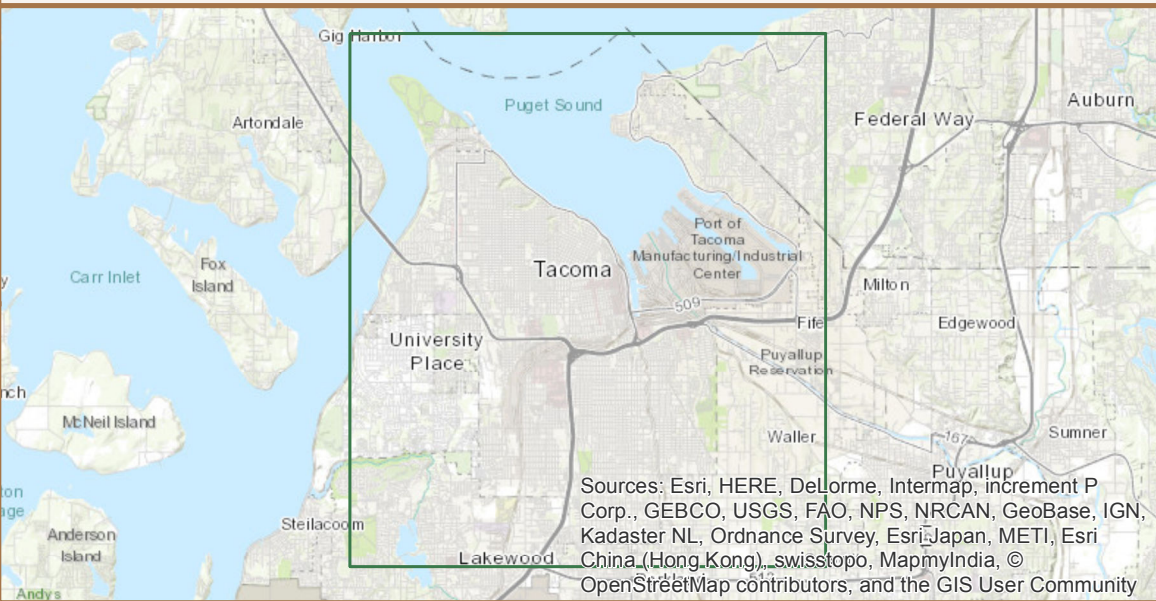 Gig Harbor
Puget Sound
Auburn
Artondale
Federal Way
Port of
Tacoma
Manufacturing/Industrial
Center
Fox
Island
Carr Inlet
Tacoma
y
Milton
509
Fife
Edgewood
University
Place
Puyallup
Reservation
nch
McNeil Island
Waller
167
Sumner
Puyallup
ton
age
Steilacoom
Anderson
Island
Lakewood
Andys
Sources: Esri, HERE, DeLorme, Intermap, increment P
Corp., GEBCO, USGS, FAO, NPS, NRCAN, GeoBase, IGN,
Kadaster NL, Ordnance Survey, Esri Japan, METI, Esri
China (Hong Kong), swisstopo, MapmyIndia, ©
OpenStreetMap contributors, and the GIS User Community